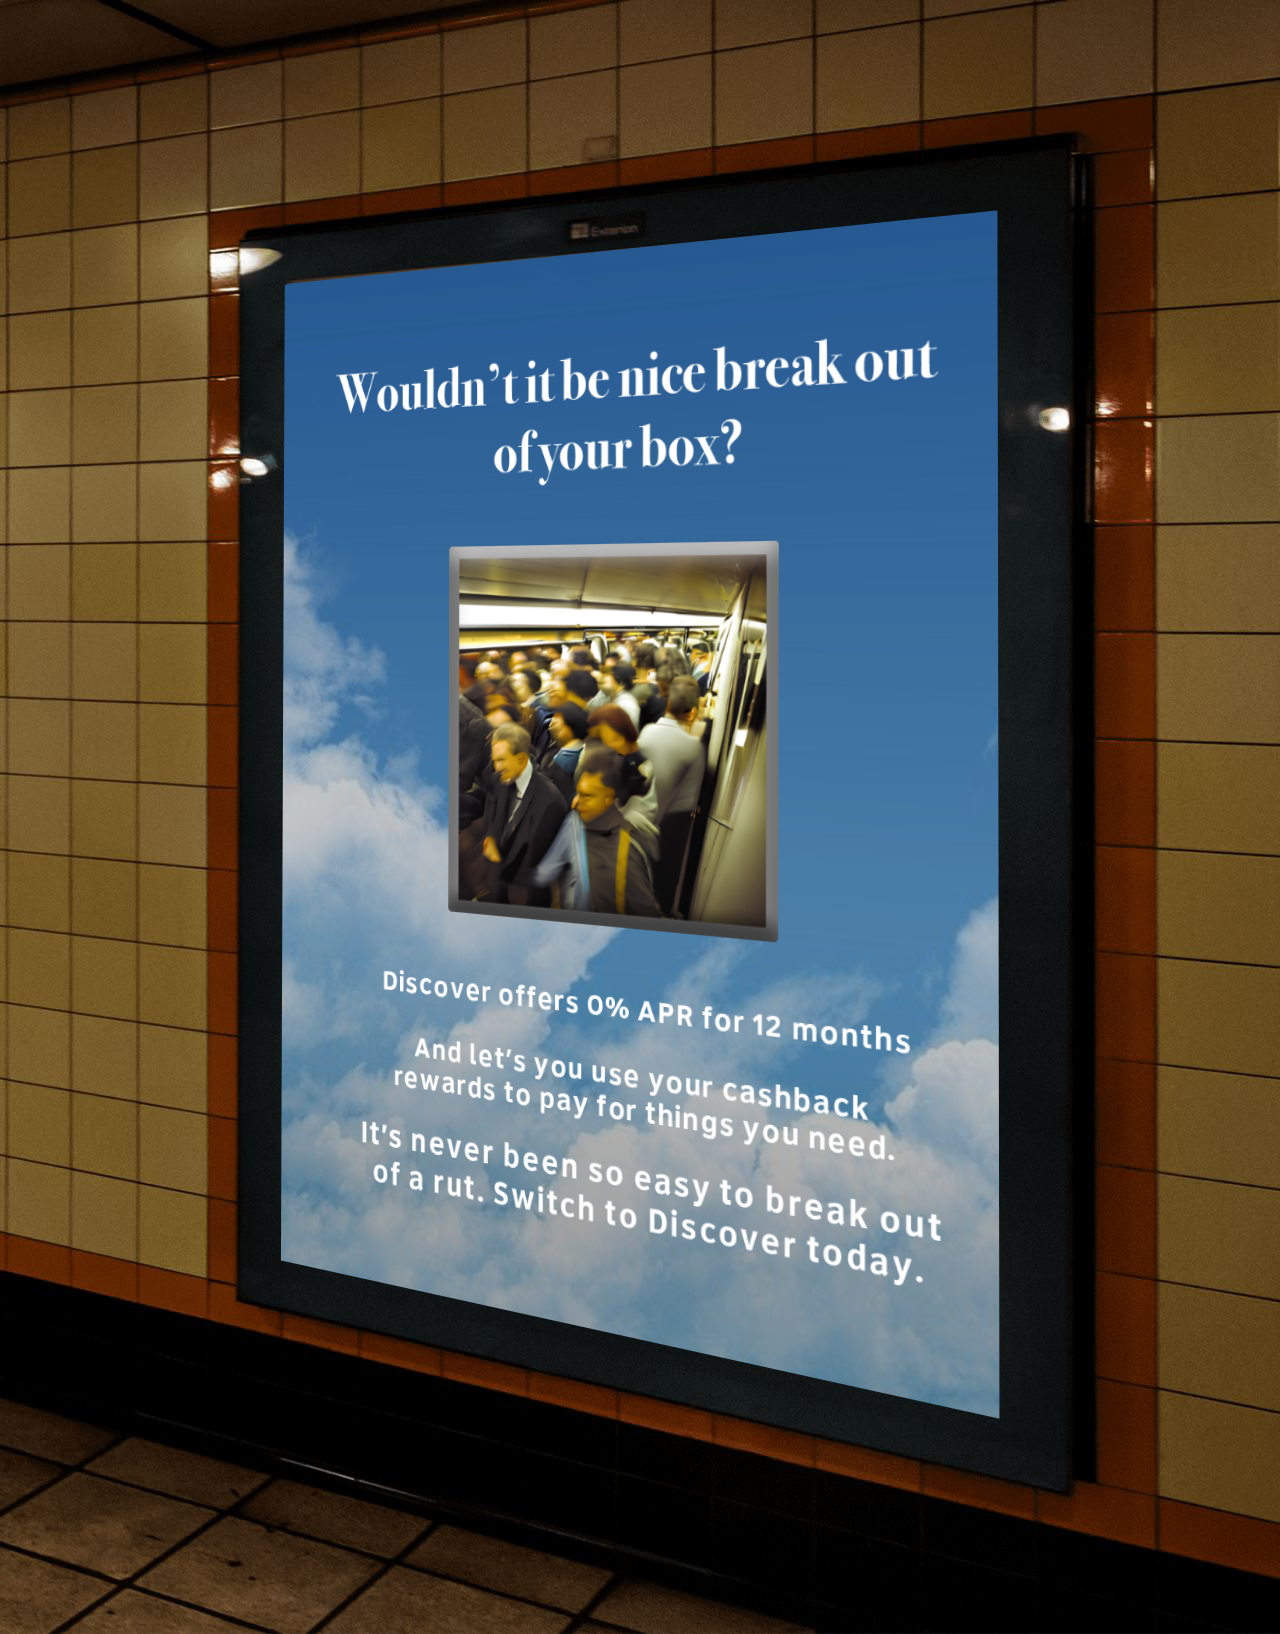 Exterion
Wouldn't it be nice break out
of your box?
Discover offers 0% APR for 12 months
And let's you use your cashback
rewards to pay for things you need.
It's never been so easy to break out
of a rut. Switch to Discover today.